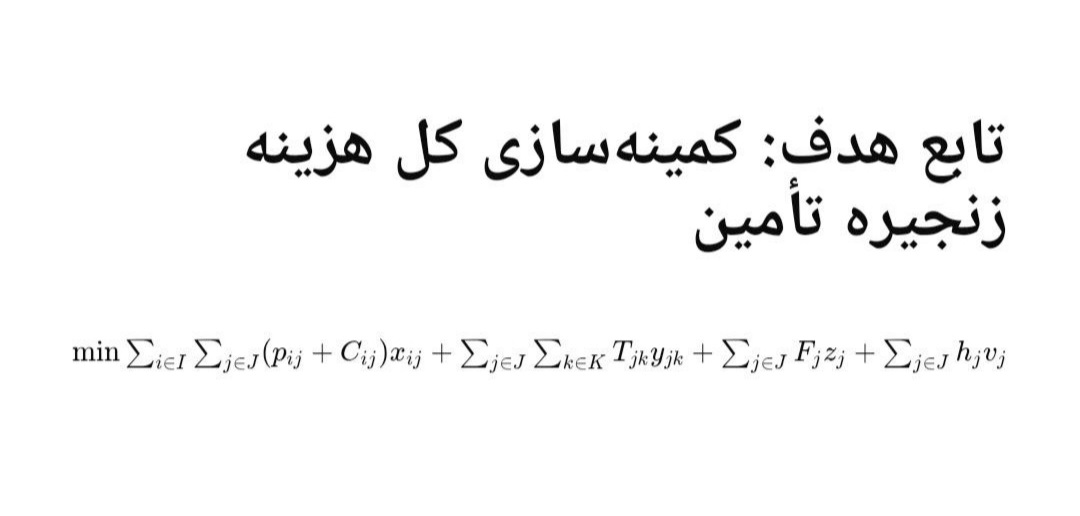 تابع هدف: کمینه‌سازی کل هزینه
زنجیره تأمین
min ∑_{i∈I} ∑_{j∈J}(p_{ij} + C_{ij})x_{ij} + ∑_{j∈J} ∑_{k∈K} T_{jk}y_{jk} + ∑_{j∈J} F_j z_j + ∑_{j∈J} h_j v_j